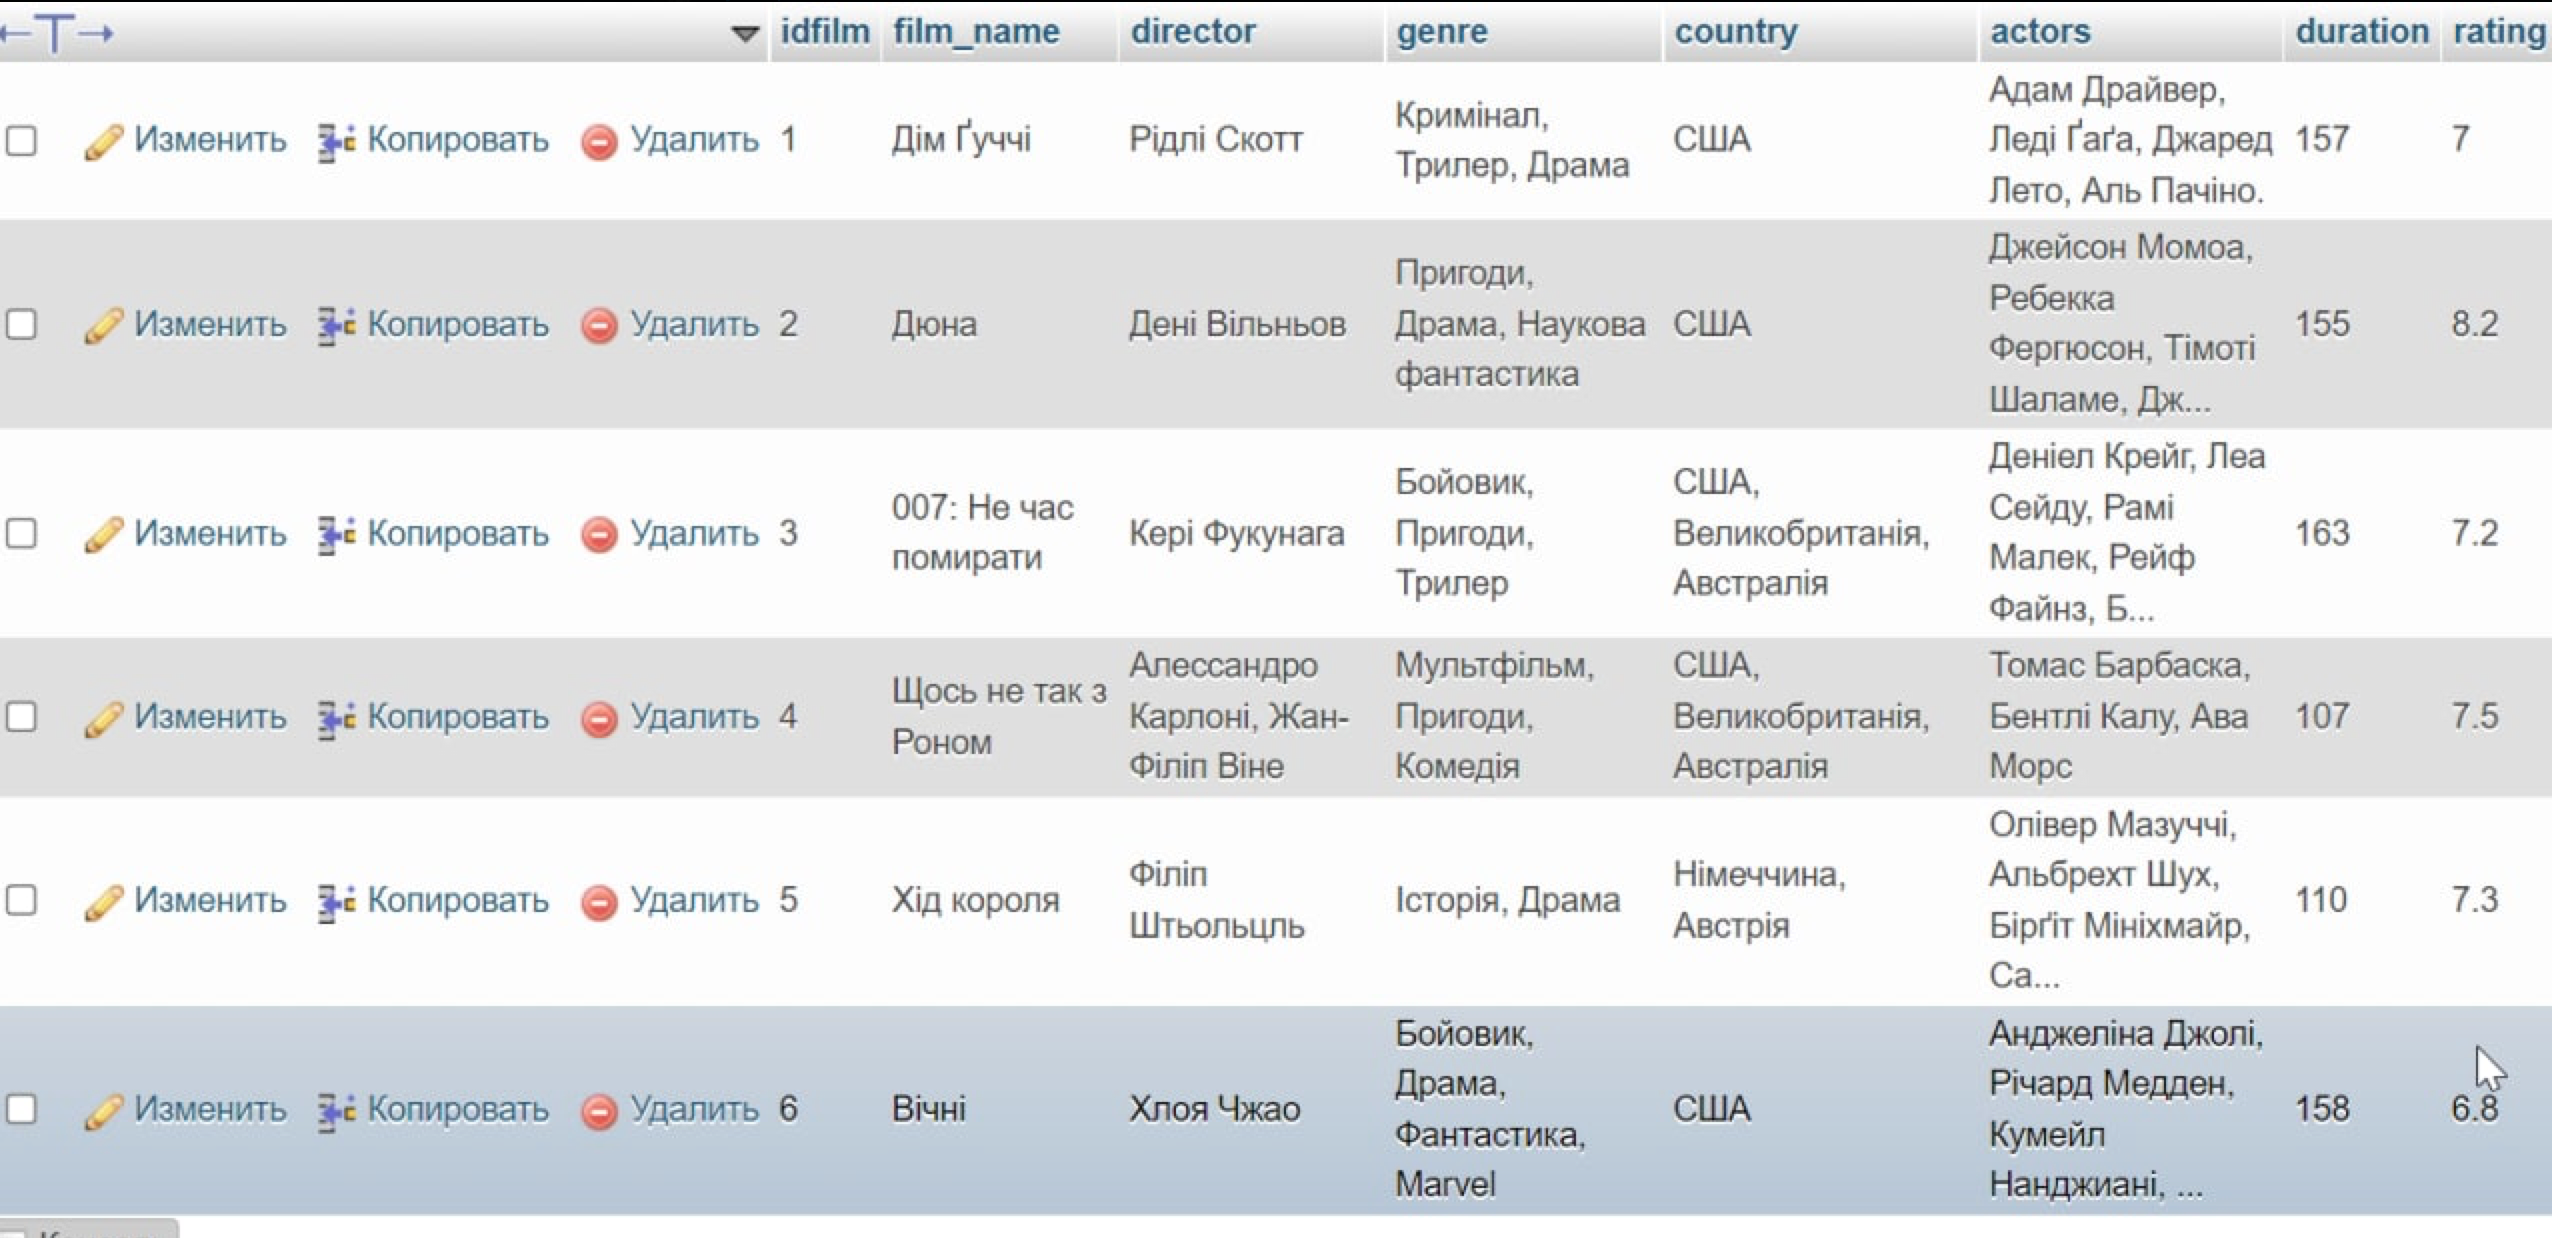 idfilm film_name director genre country actors duration rating
Изменить Копировать Удалить 1 Дім Ґуччі Рідлі Скотт Кримінал, Трилер, Драма США Адам Драйвер, Леді Ґаґа, Джаред Лето, Аль Пачіно. 157 7
Изменить Копировать Удалить 2 Дюна Дені Вільньов Пригоди, Драма, Наукова фантастика США Джейсон Момоа, Ребекка Фергюсон, Тімоті Шаламе, Дж... 155 8.2
Изменить Копировать Удалить 3 007: Не час помирати Кері Фукунага Бойовик, Пригоди, Трилер США, Великобританія, Австралія Деніел Крейг, Леа Сейду, Рамі Малек, Рейф Файнз, Б... 163 7.2
Изменить Копировать Удалить 4 Щось не так з Роном Алессандро Карлоні, Жан-Філіп Віне Мультфільм, Пригоди, Комедія США, Великобританія, Австралія Томас Барбаска, Бентлі Калу, Ава Морс 107 7.5
Изменить Копировать Удалить 5 Хід короля Філіп Штьольцль Історія, Драма Німеччина, Австрія Олівер Мазуччі, Альбрехт Шух, Бірґіт Мініхмайр, Са... 110 7.3
Изменить Копировать Удалить 6 Вічні Хлоя Чжао Бойовик, Драма, Фантастика, Marvel США Анджеліна Джолі, Річард Медден, Кумейл Нанджиані, ... 158 6.8